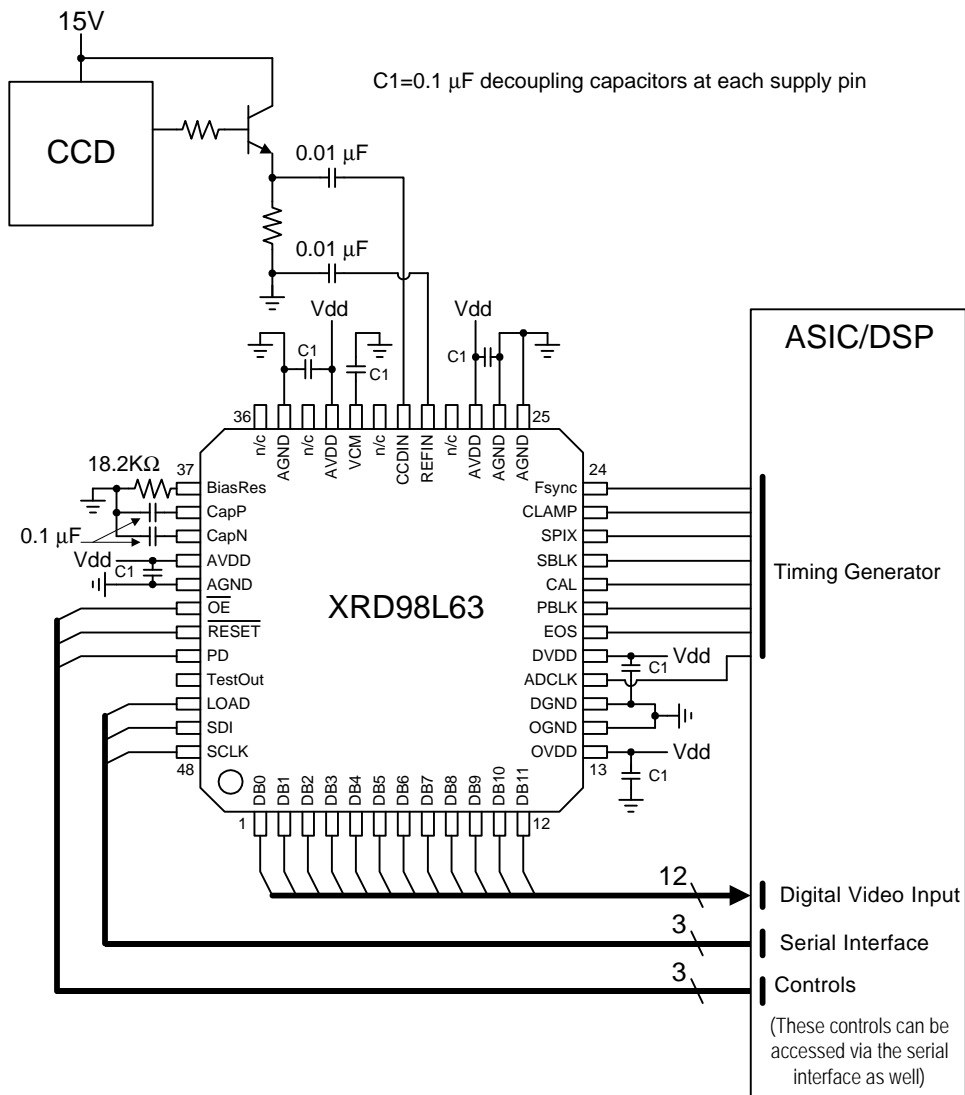 15V
C1=0.1 μF decoupling capacitors at each supply pin
CCD
0.01 μF
0.01 μF
Vdd
Vdd
C1
C1
C1
ASIC/DSP
36
25
n/c
AGND
n/c
AVDD
VCM
n/c
CCDIN
REFIN
n/c
AVDD
AGND
AGND
18.2KΩ
37
24
BiasRes
CapP
CapN
AVDD
AGND
OE
RESET
PD
TestOut
LOAD
SDI
SCLK
0.1 μF
Vdd
C1
48
XRD98L63
Fsync
CLAMP
SPIX
SBLK
CAL
PBLK
EOS
DVDD
ADCLK
DGND
OGND
OVDD
Timing Generator
Vdd
C1
Vdd
13
C1
DB0
DB1
DB2
DB3
DB4
DB5
DB6
DB7
DB8
DB9
DB10
DB11
1
12
12
Digital Video Input
3
Serial Interface
3
Controls
(These controls can be
accessed via the serial
interface as well)